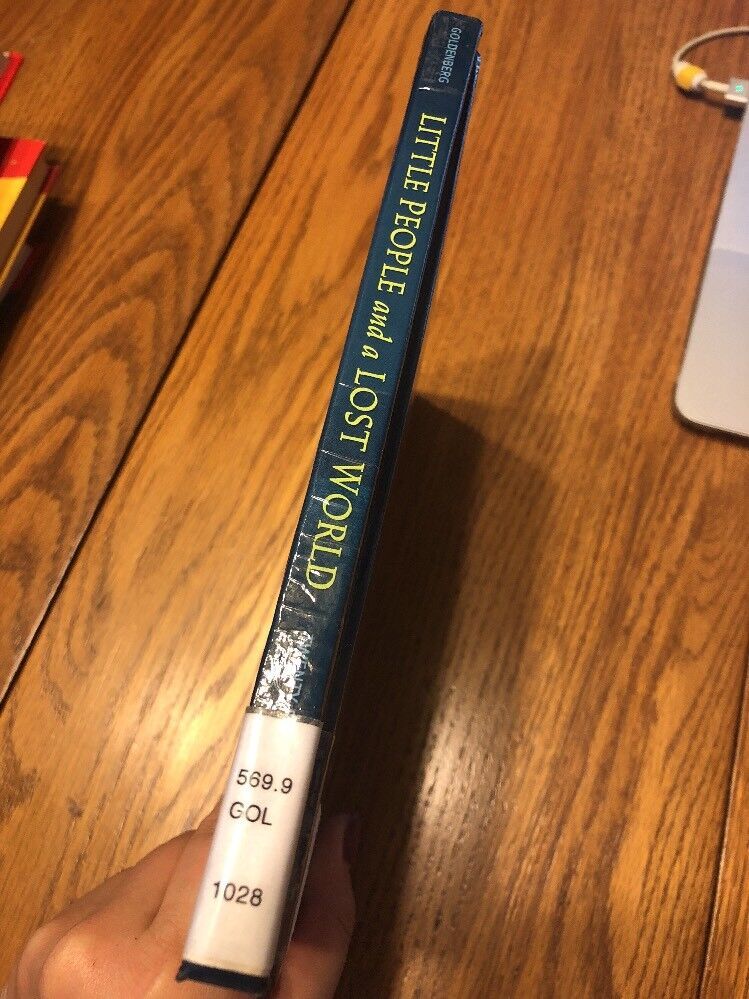 GOLDENBERG
LITTLE PEOPLE and a LOST WORLD
569.9
GOL
1028